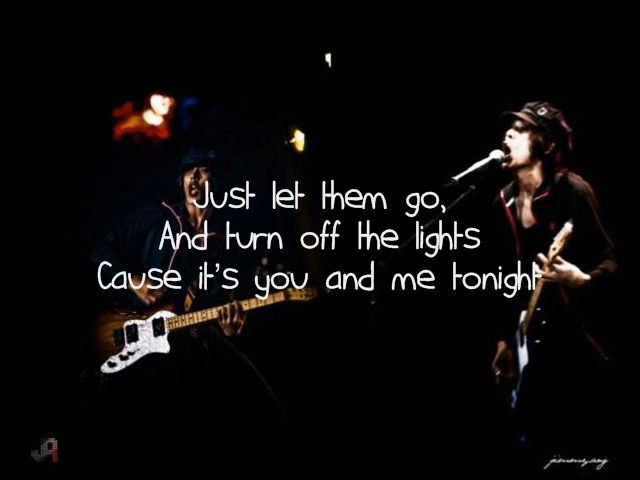 Just let them go,
And turn off the lights
Cause it's you and me tonight